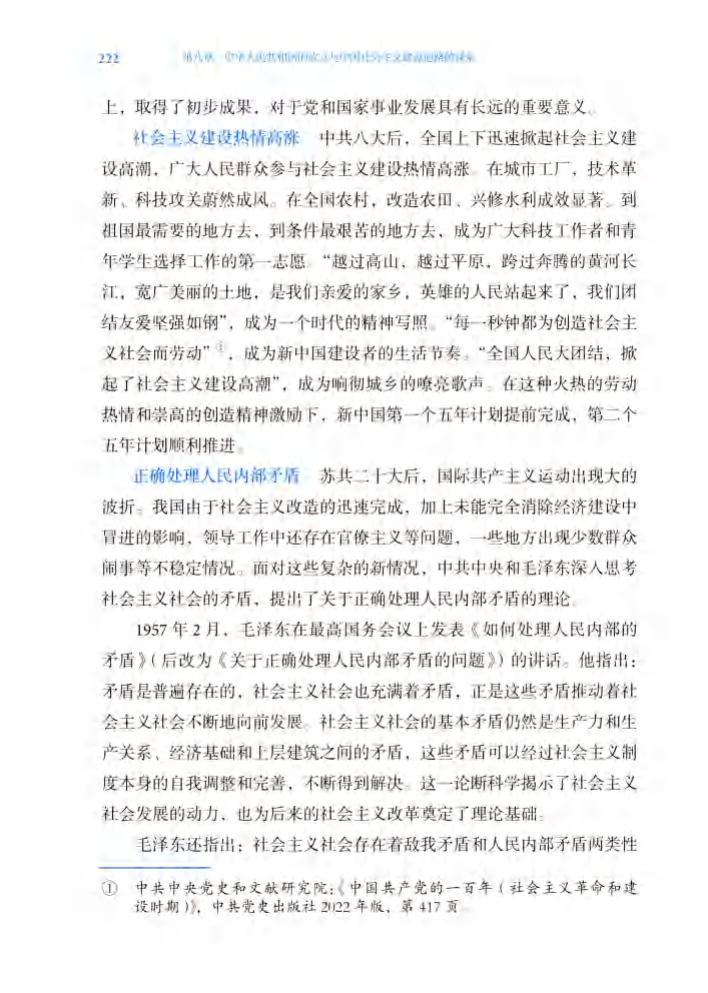 222 第八章 中华人民共和国的成立与中国社会主义建设道路的探索
上，取得了初步成果，对于党和国家事业发展具有长远的重要意义。
社会主义建设热情高涨 中共八大后，全国上下迅速掀起社会主义建
设高潮，广大人民群众参与社会主义建设热情高涨。在城市工厂，技术革
新、科技攻关蔚然成风。在全国农村，改造农田、兴修水利成效显著。到
祖国最需要的地方去，到条件最艰苦的地方去，成为广大科技工作者和青
年学生选择工作的第一志愿。“越过高山，越过平原，跨过奔腾的黄河长
江，宽广美丽的土地，是我们亲爱的家乡，英雄的人民站起来了，我们团
结友爱坚强如钢”，成为一个时代的精神写照。“每一秒钟都为创造社会主
义社会而劳动”①，成为新中国建设者的生活节奏。“全国人民大团结，掀
起了社会主义建设高潮”，成为响彻城乡的嘹亮歌声。在这种火热的劳动
热情和崇高的创造精神激励下，新中国第一个五年计划提前完成，第二个
五年计划顺利推进。
正确处理人民内部矛盾 苏共二十大后，国际共产主义运动出现大的
波折。我国由于社会主义改造的迅速完成，加上未能完全消除经济建设中
冒进的影响，领导工作中还存在官僚主义等问题，一些地方出现少数群众
闹事等不稳定情况。面对这些复杂的新情况，中共中央和毛泽东深入思考
社会主义社会的矛盾，提出了关于正确处理人民内部矛盾的理论。
1957 年 2 月，毛泽东在最高国务会议上发表《如何处理人民内部的
矛盾》（后改为《关于正确处理人民内部矛盾的问题》）的讲话。他指出：
矛盾是普遍存在的，社会主义社会也充满着矛盾，正是这些矛盾推动着社
会主义社会不断地向前发展。社会主义社会的基本矛盾仍然是生产力和生
产关系、经济基础和上层建筑之间的矛盾，这些矛盾可以经过社会主义制
度本身的自我调整和完善，不断得到解决。这一论断科学揭示了社会主义
社会发展的动力，也为后来的社会主义改革奠定了理论基础。
毛泽东还指出：社会主义社会存在着敌我矛盾和人民内部矛盾两类性
① 中共中央党史和文献研究院：《中国共产党的一百年（社会主义革命和建
设时期）》，中共党史出版社 2022 年版，第 417 页。